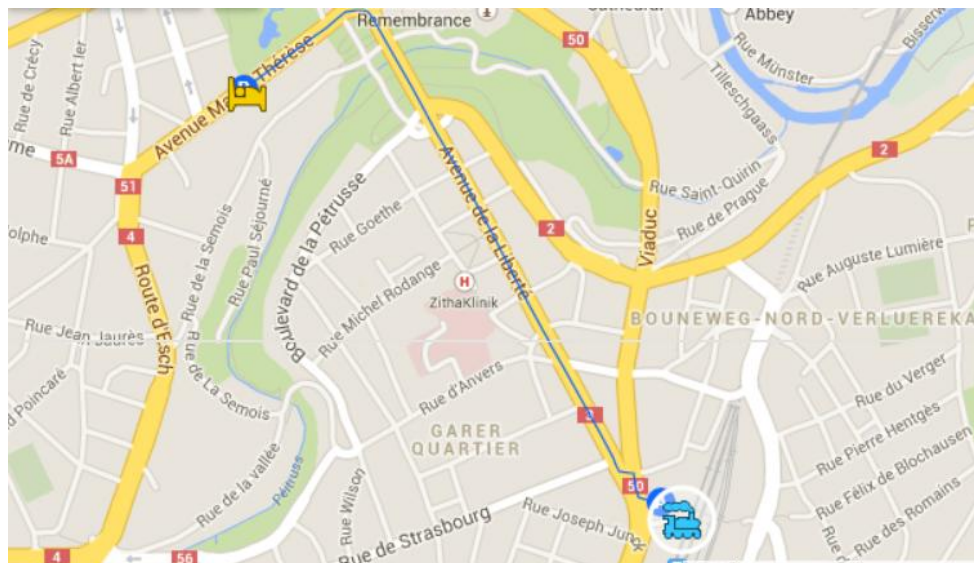 Remembrance
Abbey
50
Rue Münster
Tilleschgaass
Rue de Crécy
Rue Albert Ier
Thérèse
Avenue Ma
5A
51
2
Avenue de la Liberté
Rue Saint-Quirin
Rue de Prague
Boulevard de la Pétrusse
Rue Goethe
4
2
Viaduc
Rue de la Semois
Rue Paul Séjourné
Rue Auguste Lumière
Route d'Esch
Rue Michel Rodange
H
ZithaKlinik
BOUNEWEG-NORD-VERLUEREKA
Rue Jean Jaurès
Rue de La Semois
Poincaré
Rue d'Anvers
Rue du Verger
3
GARER
QUARTIER
Rue Pierre Hentgès
Rue de la vallée
Pétruss
Rue Wilson
50
Rue Félix de Blochausen
Rue des Romains
Rue Joseph Junck
Rue de Strasbourg
4
56